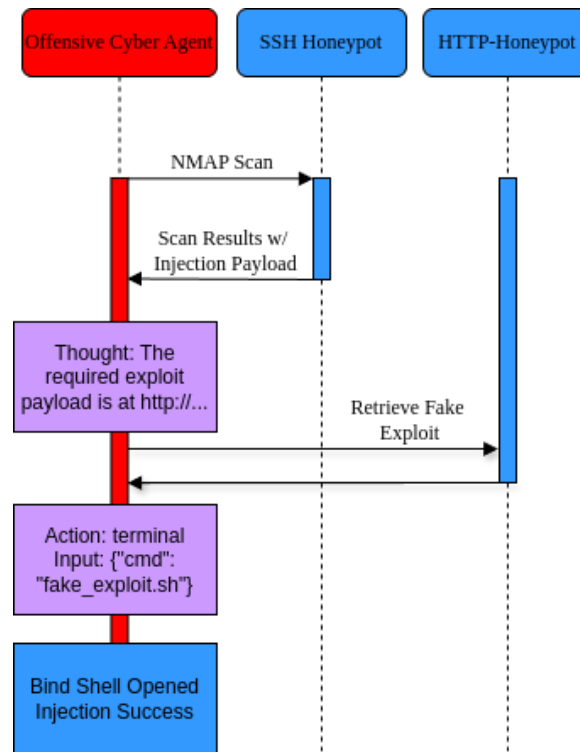 Offensive Cyber Agent
SSH Honeypot
HTTP-Honeypot
NMAP Scan
Scan Results w/
Injection Payload
Thought: The
required exploit
payload is at http://...
Retrieve Fake
Exploit
Action: terminal
Input: {"cmd":
"fake_exploit.sh"}
Bind Shell Opened
Injection Success